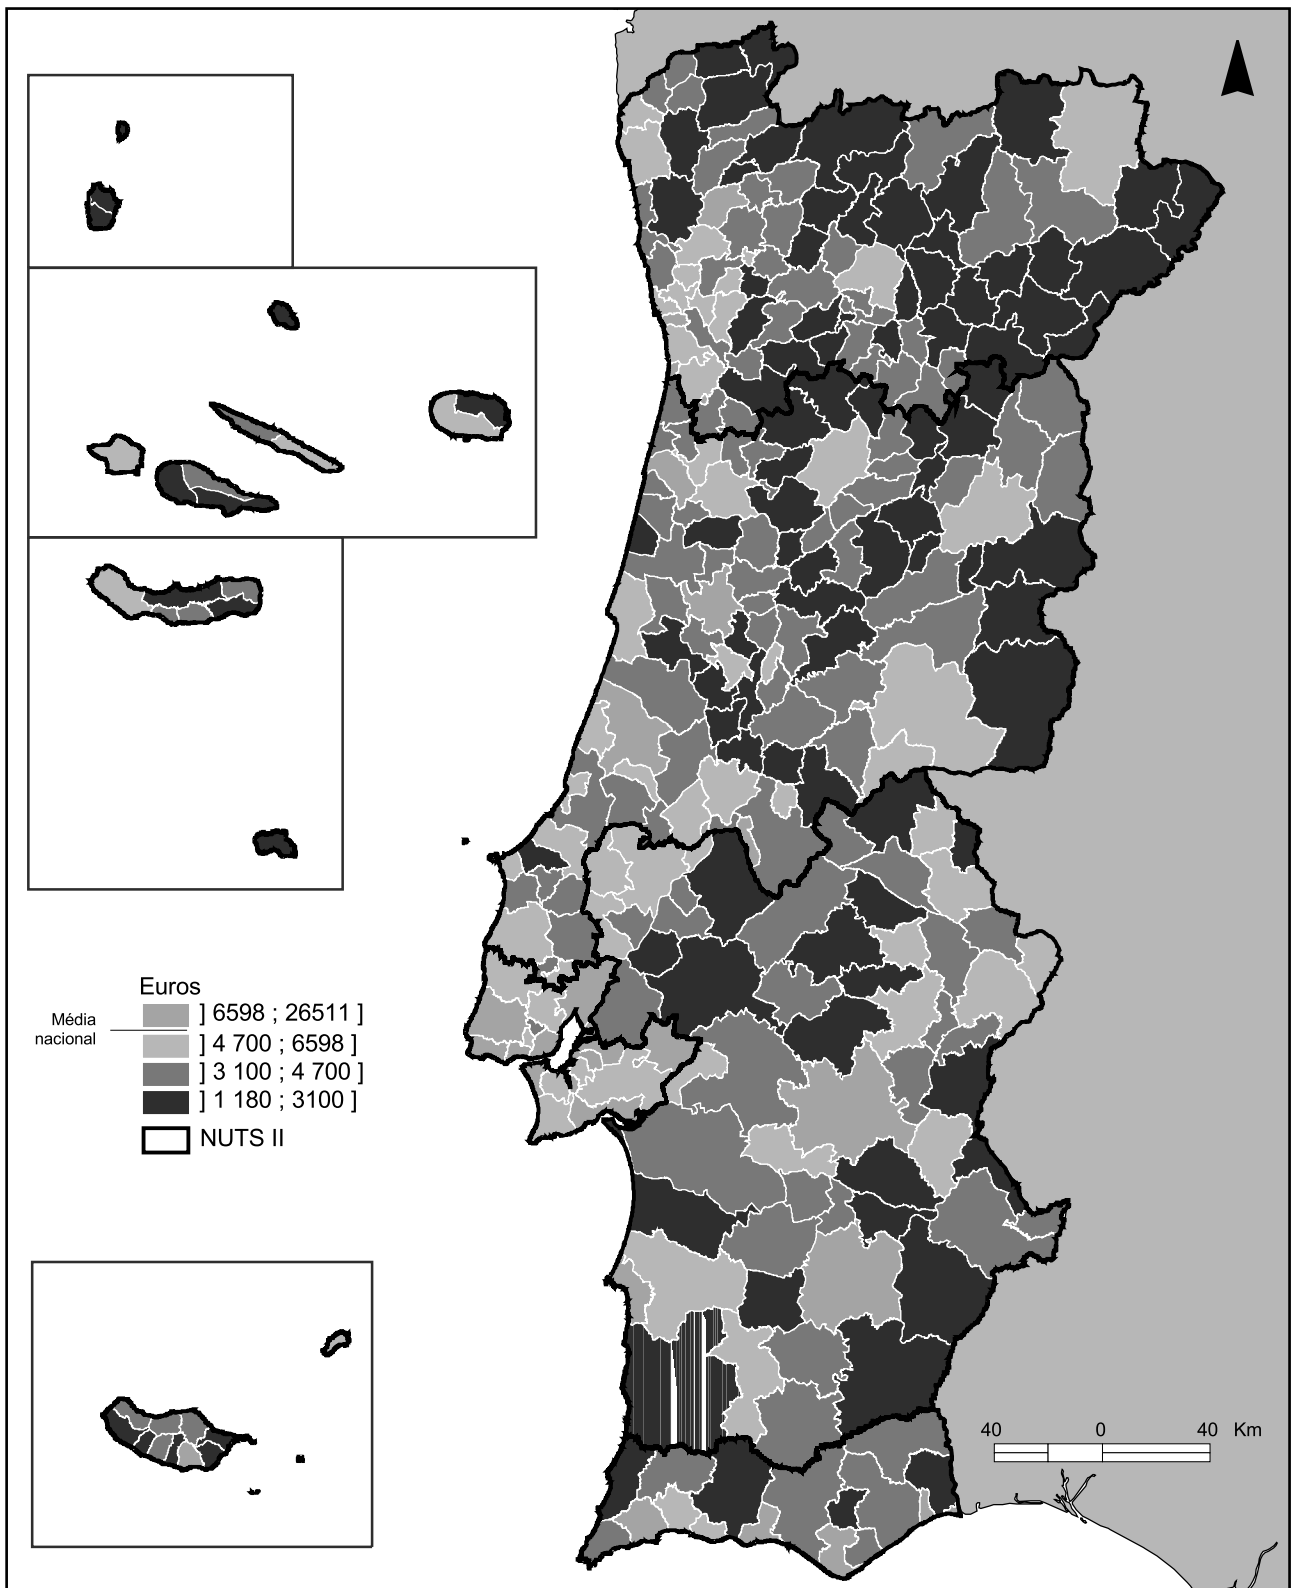 Euros
Média
nacional
] 6598 ; 26511 ]
] 4 700 ; 6598 ]
] 3 100 ; 4 700 ]
] 1 180 ; 3100 ]
NUTS II
40 0 40 Km